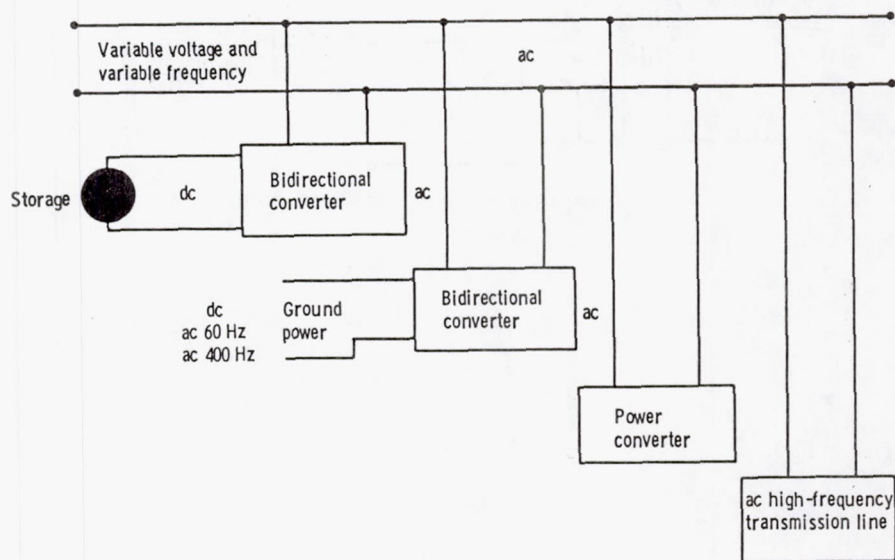 Variable voltage and
variable frequency
ac
Storage
dc
Bidirectional
converter
ac
dc
ac 60 Hz
ac 400 Hz
Ground
power
Bidirectional
converter
ac
Power
converter
ac high-frequency
transmission line